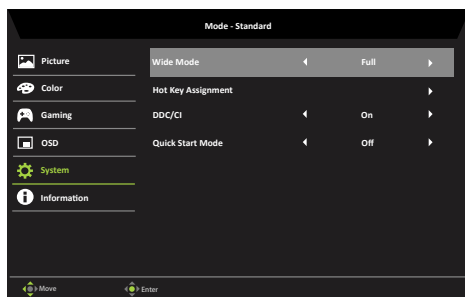 Mode - Standard
Picture
Wide Mode Full
Color
Hot Key Assignment
Gaming
DDC/CI On
OSD
Quick Start Mode Off
System
Information
Move Enter